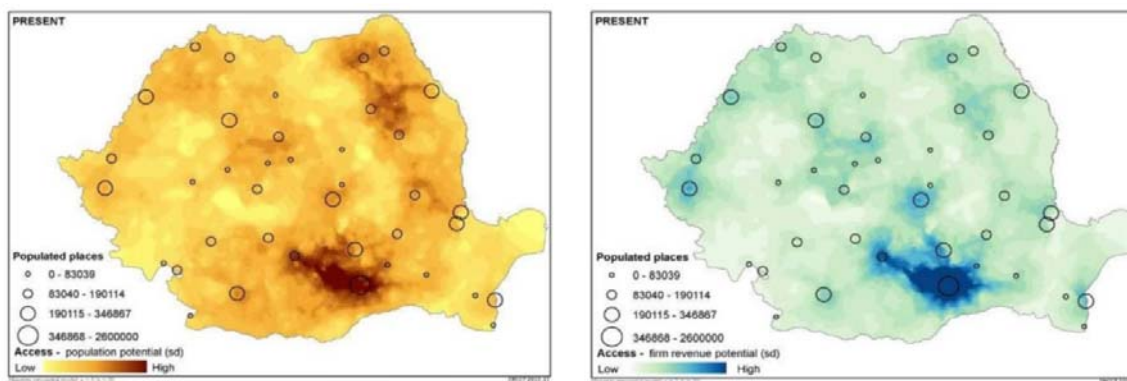 PRESENT
Populated places
0 - 83039
83040 - 190114
190115 - 346867
346868 - 2600000
Access - population potential (sd)
Low High
PRESENT
Populated places
0 - 83039
83040 - 190114
190115 - 346867
346868 - 2600000
Access - firm revenue potential (sd)
Low High